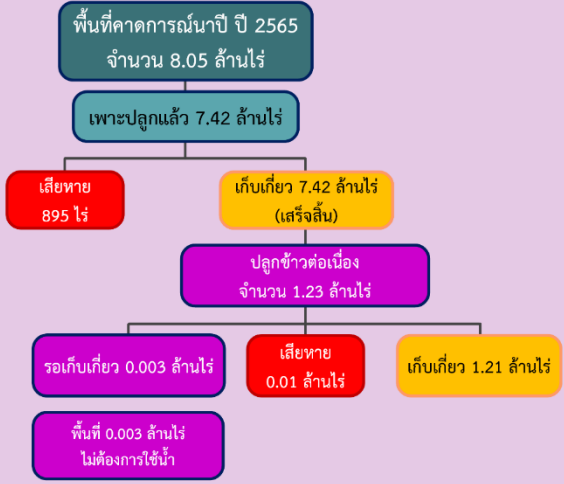 พื้นที่คาดการณ์นาปี ปี 2565
จำนวน 8.05 ล้านไร่
เพาะปลูกแล้ว 7.42 ล้านไร่
เสียหาย
895 ไร่
เก็บเกี่ยว 7.42 ล้านไร่
(เสร็จสิ้น)
ปลูกข้าวต่อเนื่อง
จำนวน 1.23 ล้านไร่
รอเก็บเกี่ยว 0.003 ล้านไร่
เสียหาย
0.01 ล้านไร่
เก็บเกี่ยว 1.21 ล้านไร่
พื้นที่ 0.003 ล้านไร่
ไม่ต้องการใช้น้ำ